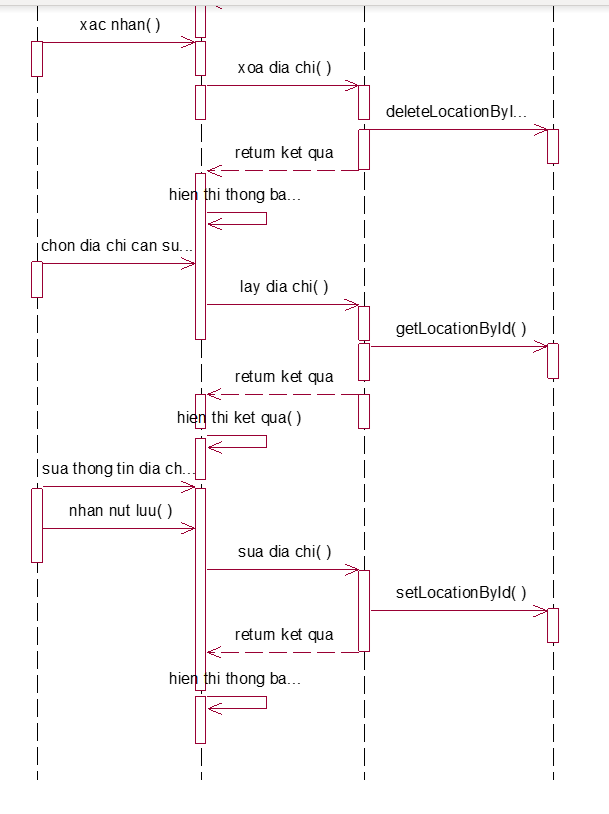 xac nhan( )
xoa dia chi( )
deleteLocationByI...
return ket qua
hien thi thong ba...
chon dia chi can su...
lay dia chi( )
getLocationById( )
return ket qua
hien thi ket qua( )
sua thong tin dia ch...
nhan nut luu( )
sua dia chi( )
setLocationById( )
return ket qua
hien thi thong ba...